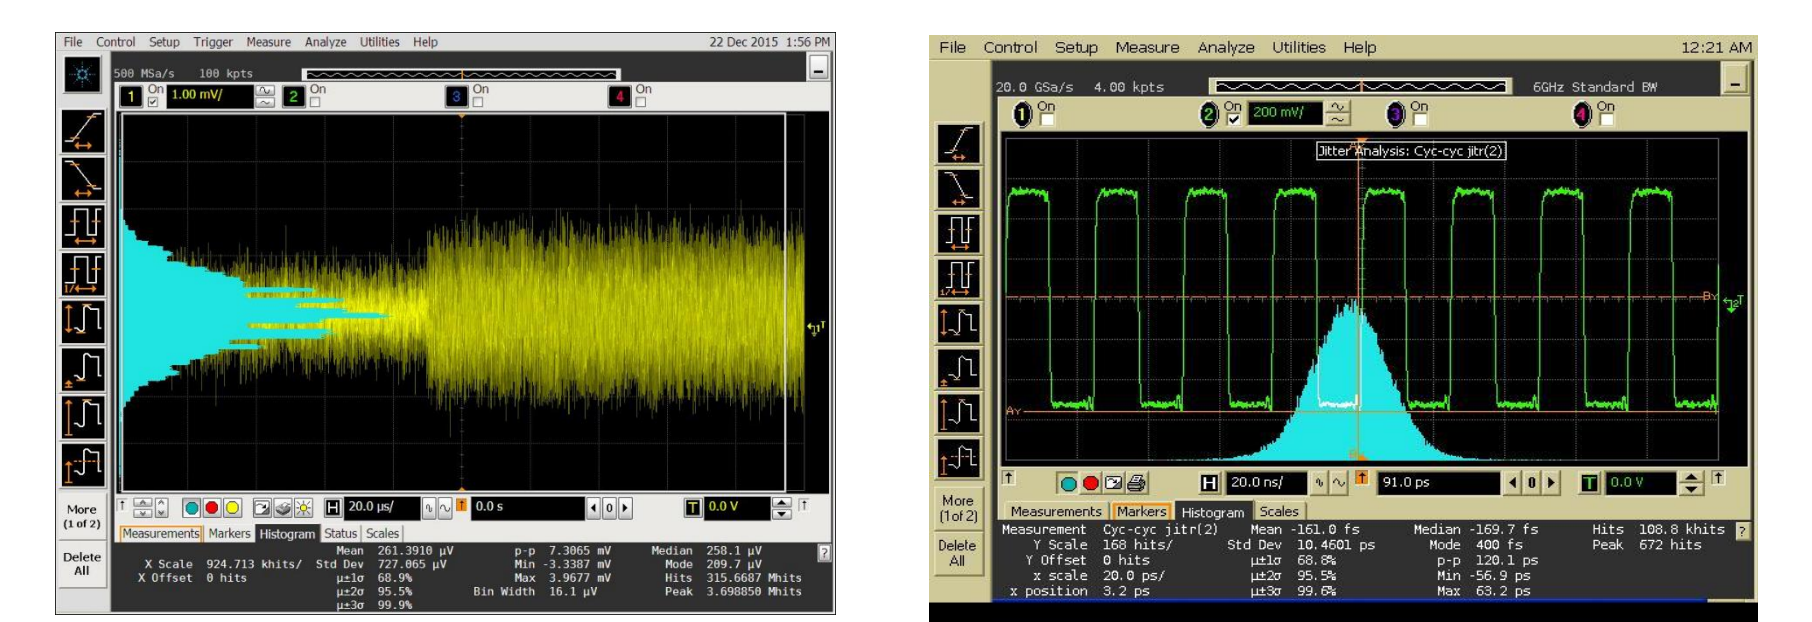 File Control Setup Trigger Measure Analyze Utilities Help 22 Dec 2015 1:56 PM
500 MSa/s 100 kpts
1 On 1.00 mV/ 2 On 3 On 4 On
T
More (1 of 2)
Delete All
H 20.0 µs/ 0.0 s 0 T 0.0 V
Measurements Markers Histogram Status Scales
Mean 261.3910 µV p-p 7.3065 mV Median 258.1 µV ?
X Scale 924.713 khits/ Std Dev 727.065 µV Min -3.3387 mV Mode 209.7 µV
X Offset 0 hits µ±1σ 68.9% Max 3.9677 mV Hits 315.6687 Mhits
µ±2σ 95.5% Bin Width 16.1 µV Peak 3.698850 Mhits
µ±3σ 99.9%
File Control Setup Measure Analyze Utilities Help 12:21 AM
20.0 GSa/s 4.00 kpts 6GHz Standard BW
1 On 2 On 200 mV/ 3 On 4 On
Jitter Analysis: Cyc-cyc jitr(2)
By
T
Ay
More (1 of 2)
Delete All
H 20.0 ns/ 91.0 ps 0 T 0.0 V
Measurements Markers Histogram Scales
Measurement Cyc-cyc jitr(2) Mean -161.0 fs Median -169.7 fs Hits 108.8 khits ?
Y Scale 168 hits/ Std Dev 10.4601 ps Mode 400 fs Peak 672 hits
Y Offset 0 hits µ±1σ 68.8% p-p 120.1 ps
x scale 20.0 ps/ µ±2σ 95.5% Min -56.9 ps
x position 3.2 ps µ±3σ 99.6% Max 63.2 ps